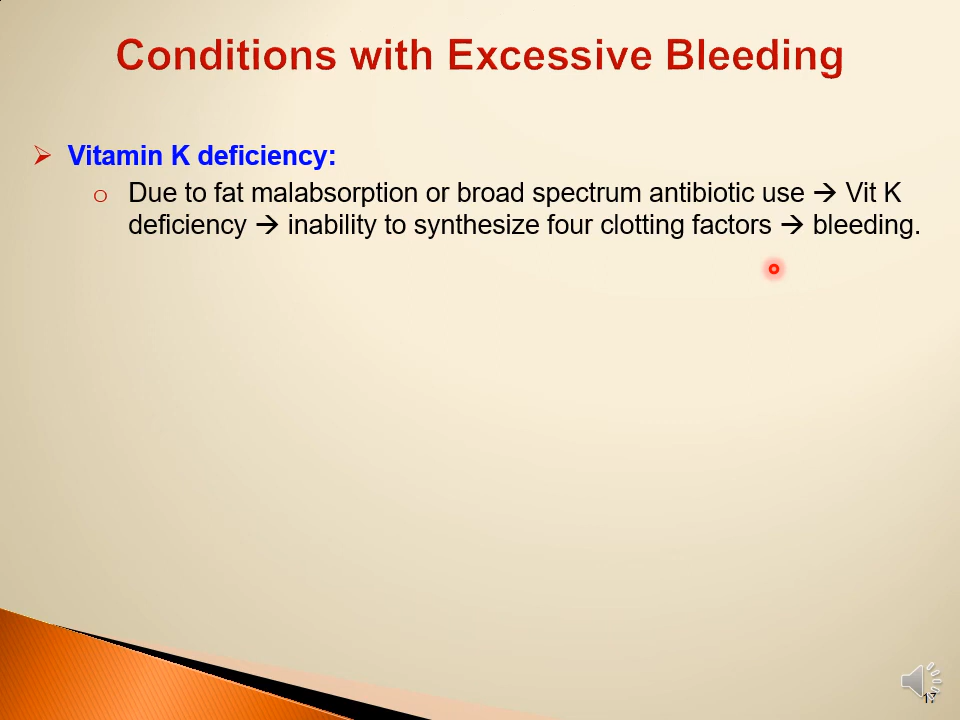 Conditions with Excessive Bleeding
➢ Vitamin K deficiency:
o Due to fat malabsorption or broad spectrum antibiotic use → Vit K
deficiency → inability to synthesize four clotting factors → bleeding.
17